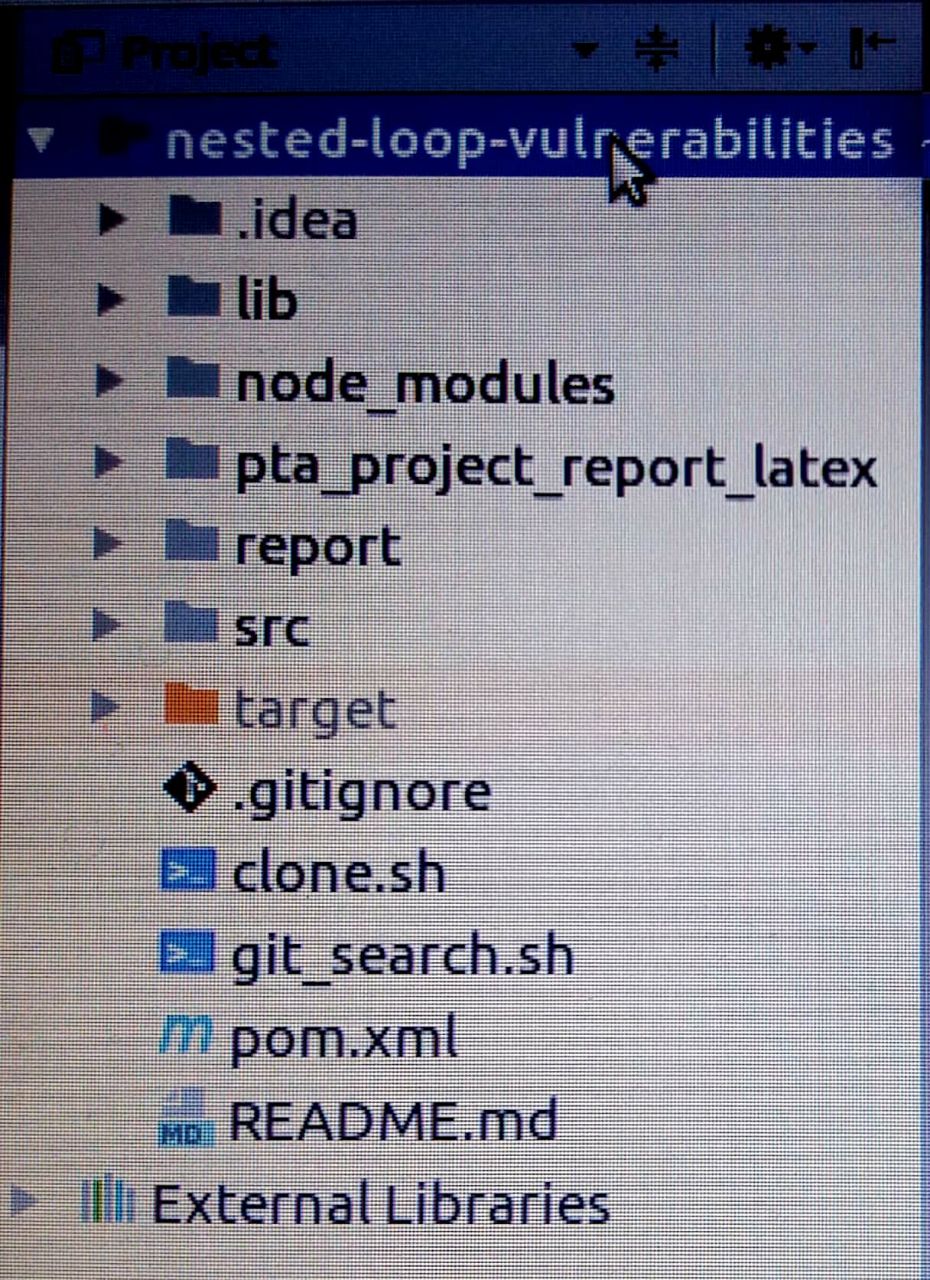 Project
nested-loop-vulnerabilities
.idea
lib
node_modules
pta_project_report_latex
report
src
target
.gitignore
clone.sh
git_search.sh
pom.xml
MD README.md
External Libraries